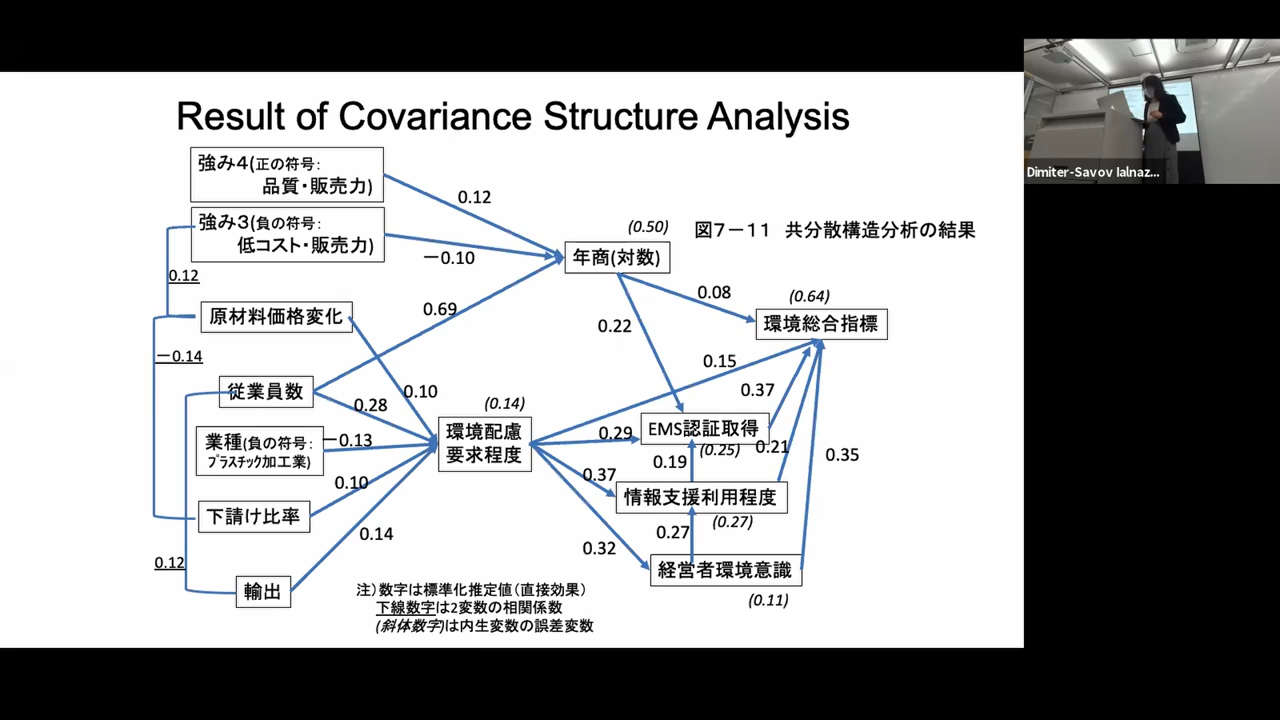 Result of Covariance Structure Analysis
強み4(正の符号:
品質・販売力)
0.12
強み3(負の符号:
低コスト・販売力)
(0.50)
図7-11 共分散構造分析の結果
年商(対数)
-0.10
0.12
0.08
(0.64)
0.69
原材料価格変化
0.22
環境総合指標
-0.14
0.15
従業員数
0.10
0.37
0.28
(0.14)
業種(負の符号:
プラスチック加工業)
-0.13
環境配慮
要求程度
0.29
EMS認証取得
(0.25)
0.21
0.35
0.10
0.37
0.19
下請け比率
情報支援利用程度
0.14
(0.27)
0.27
0.32
0.12
経営者環境意識
輸出
(0.11)
注)数字は標準化推定値(直接効果)
下線数字は2変数の相関係数
(斜体数字)は内生変数の誤差変数
Dimiter-Savov Ialnaz...